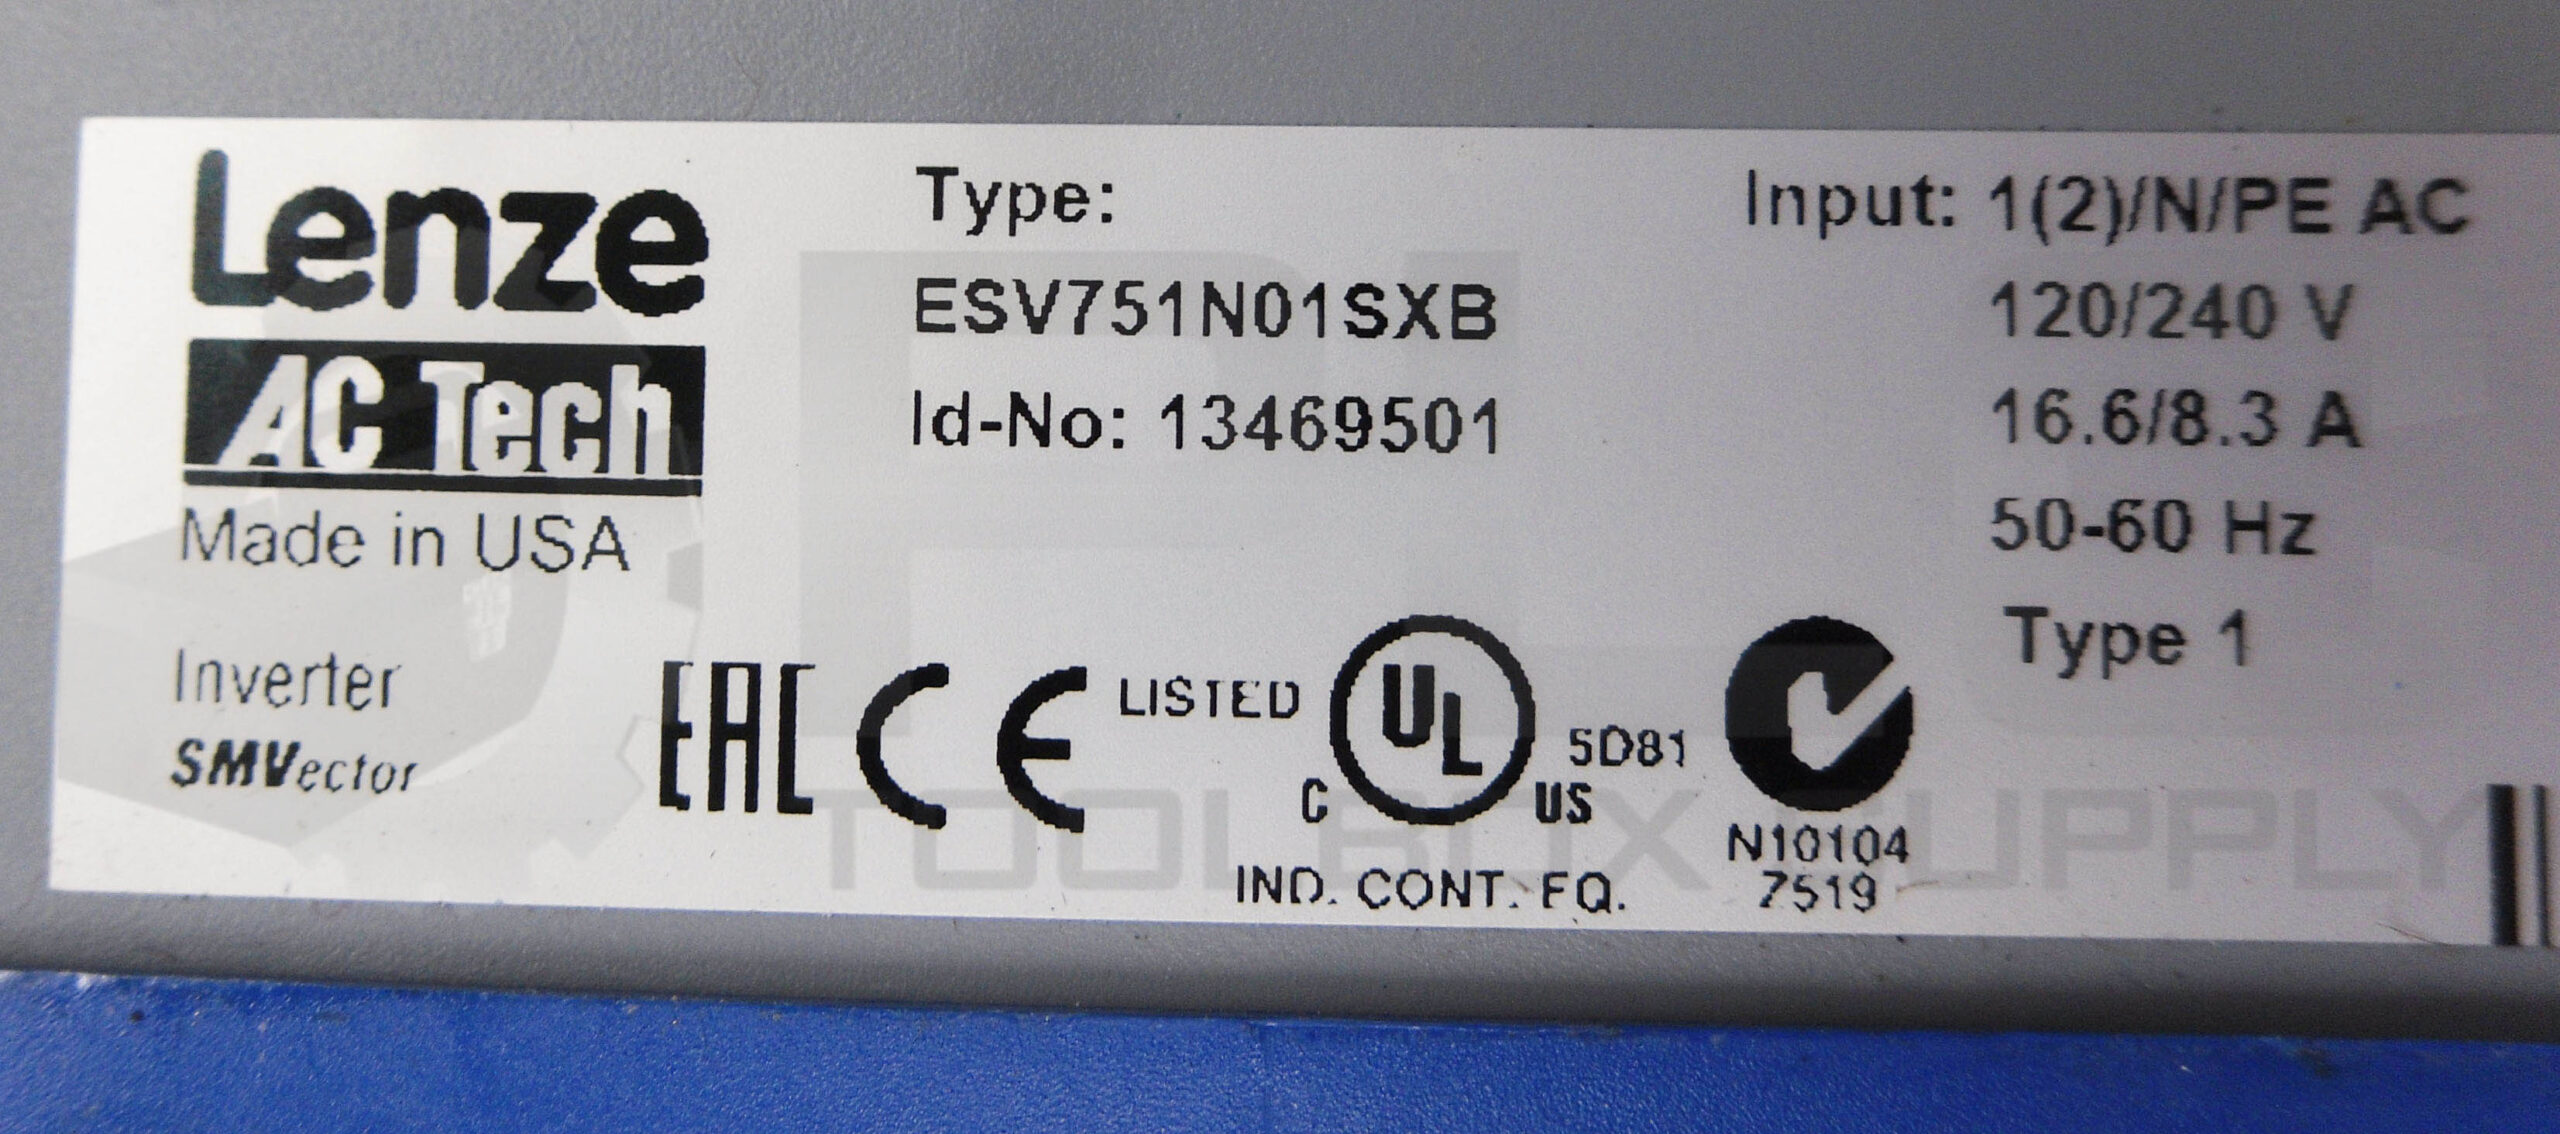 Lenze
AC Tech
Made in USA
Inverter
SMVector
Type:
ESV751N01SXB
Id-No: 13469501
Input: 1(2)/N/PE AC
120/240 V
16.6/8.3 A
50-60 Hz
Type 1
EAC CE LISTED
C UL US
5D81
IND. CONT. EQ.
N10104
7519
TOOLBOX SUPPLY